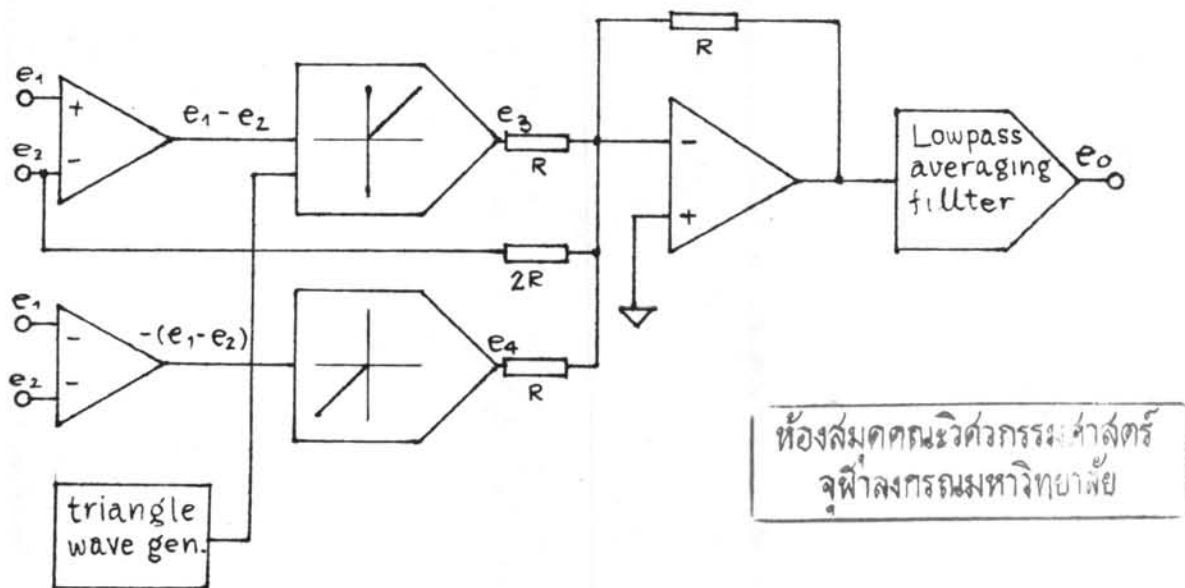 R
e₁
+
e₁ - e₂
e₃
R
e₂
-
-
+
Lowpass
averaging
fillter
e₀
2R
e₁
-
-(e₁-e₂)
e₄
R
e₂
-
triangle
wave gen.
ห้องสมุดคณะวิศวกรรมศาสตร์
จุฬาลงกรณมหาวิทยาลัย